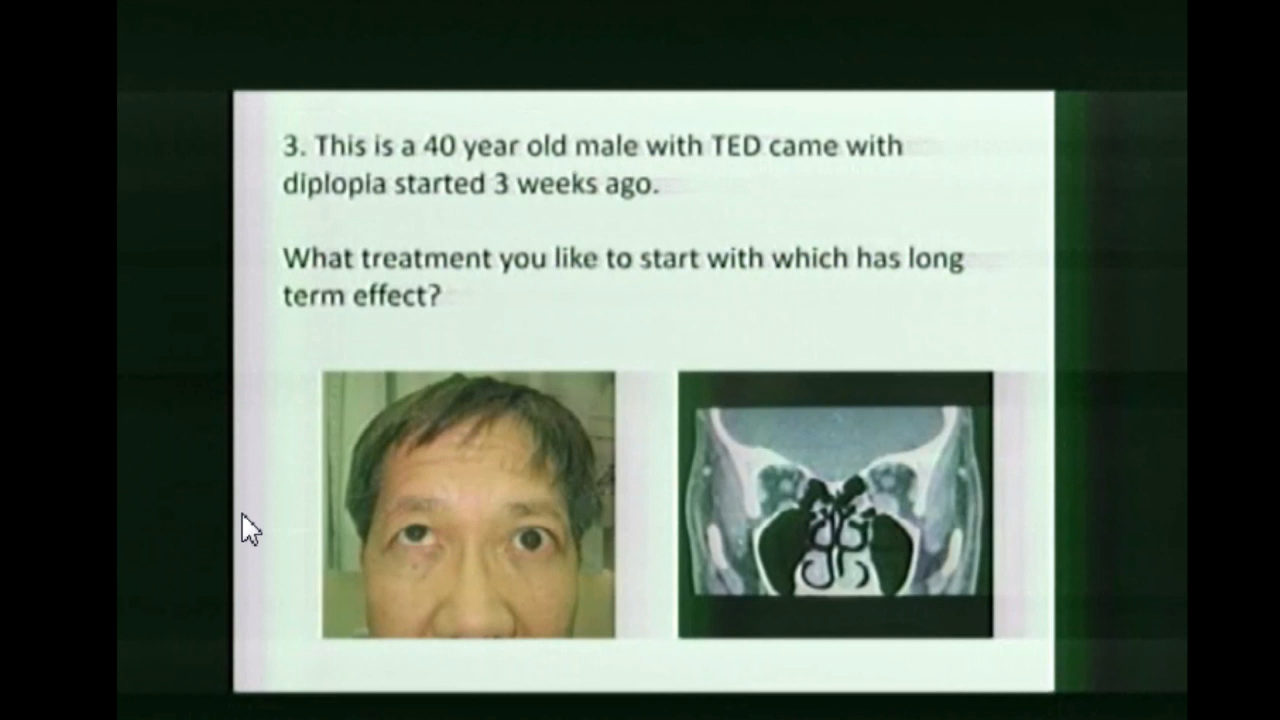 3. This is a 40 year old male with TED came with
diplopia started 3 weeks ago.
What treatment you like to start with which has long
term effect?